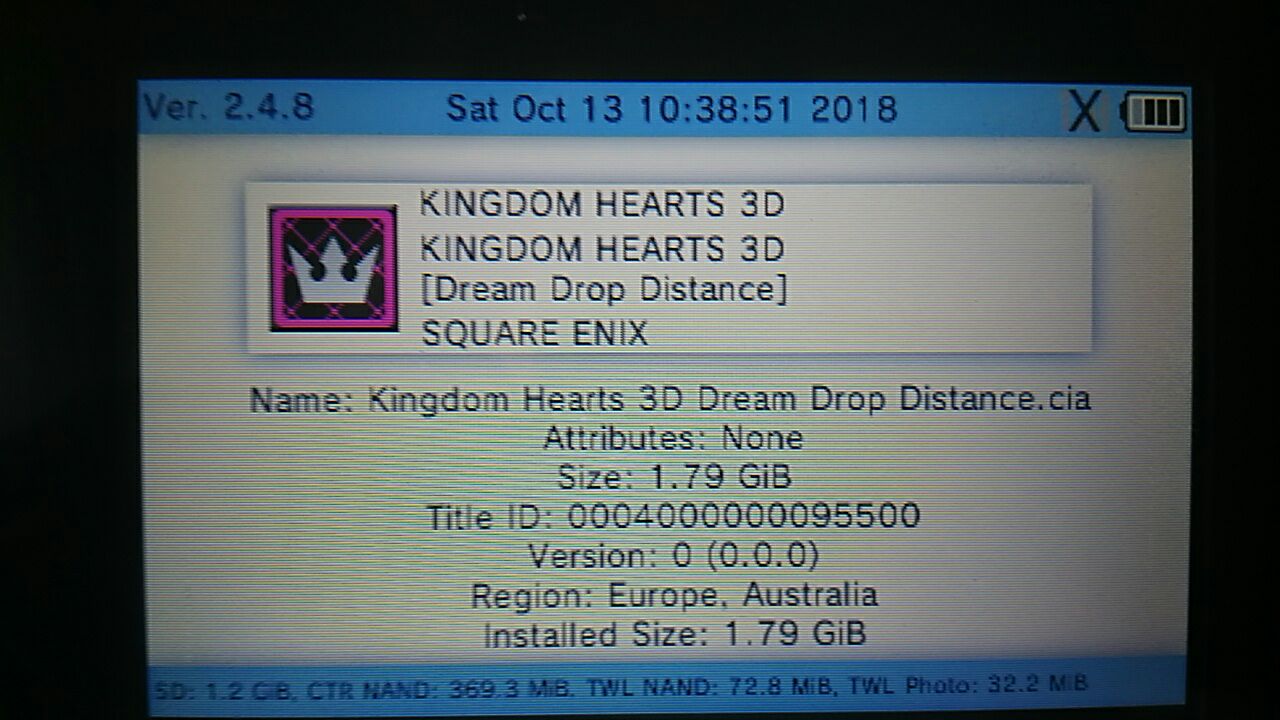 Ver. 2.4.8 Sat Oct 13 10:38:51 2018 X
KINGDOM HEARTS 3D
KINGDOM HEARTS 3D
[Dream Drop Distance]
SQUARE ENIX
Name: Kingdom Hearts 3D Dream Drop Distance.cia
Attributes: None
Size: 1.79 GiB
Title ID: 0004000000095500
Version: 0 (0.0.0)
Region: Europe, Australia
Installed Size: 1.79 GiB
SD: 1.2 GiB, CTR NAND: 369.3 MiB, TWL NAND: 72.8 MiB, TWL Photo: 32.2 MiB